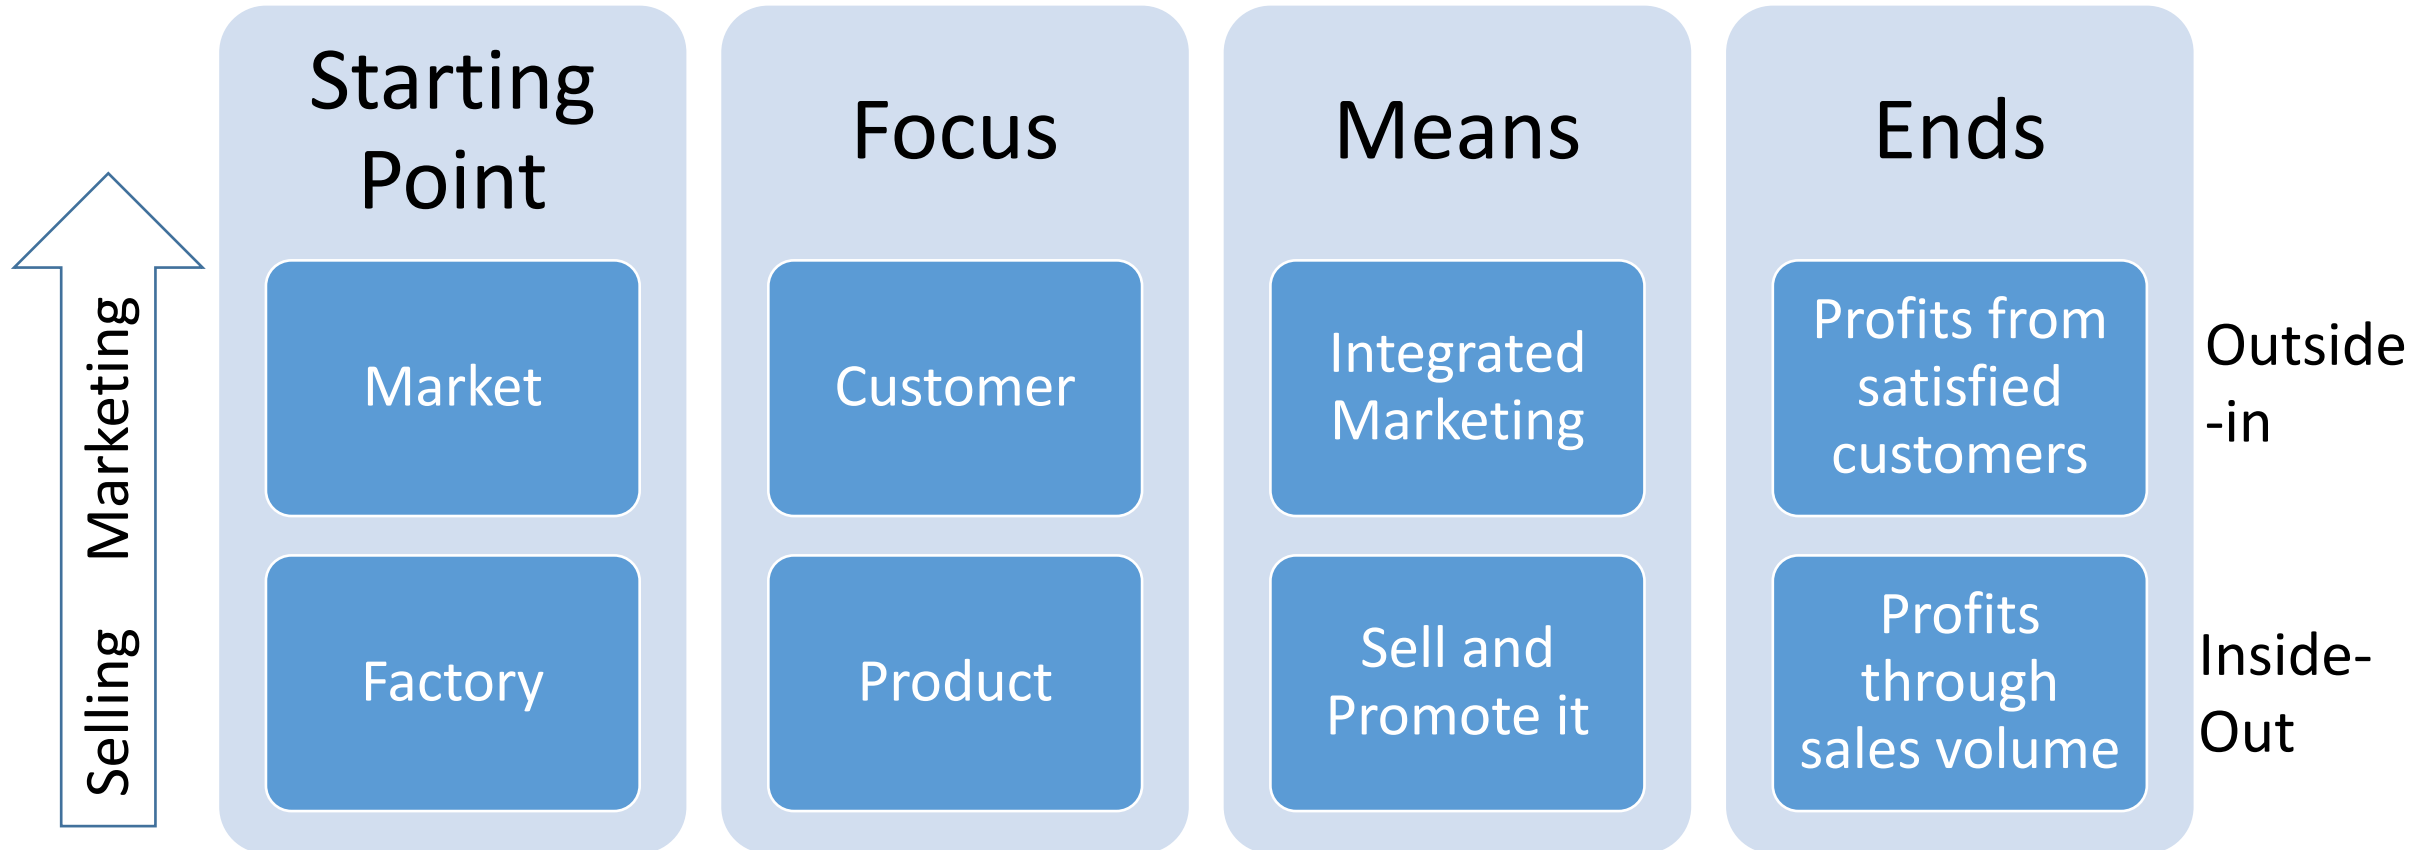 Starting
Point
Focus
Means
Ends
Marketing
Market
Customer
Integrated
Marketing
Profits from
satisfied
customers
Outside
-in
Selling
Factory
Product
Sell and
Promote it
Profits
through
sales volume
Inside-
Out